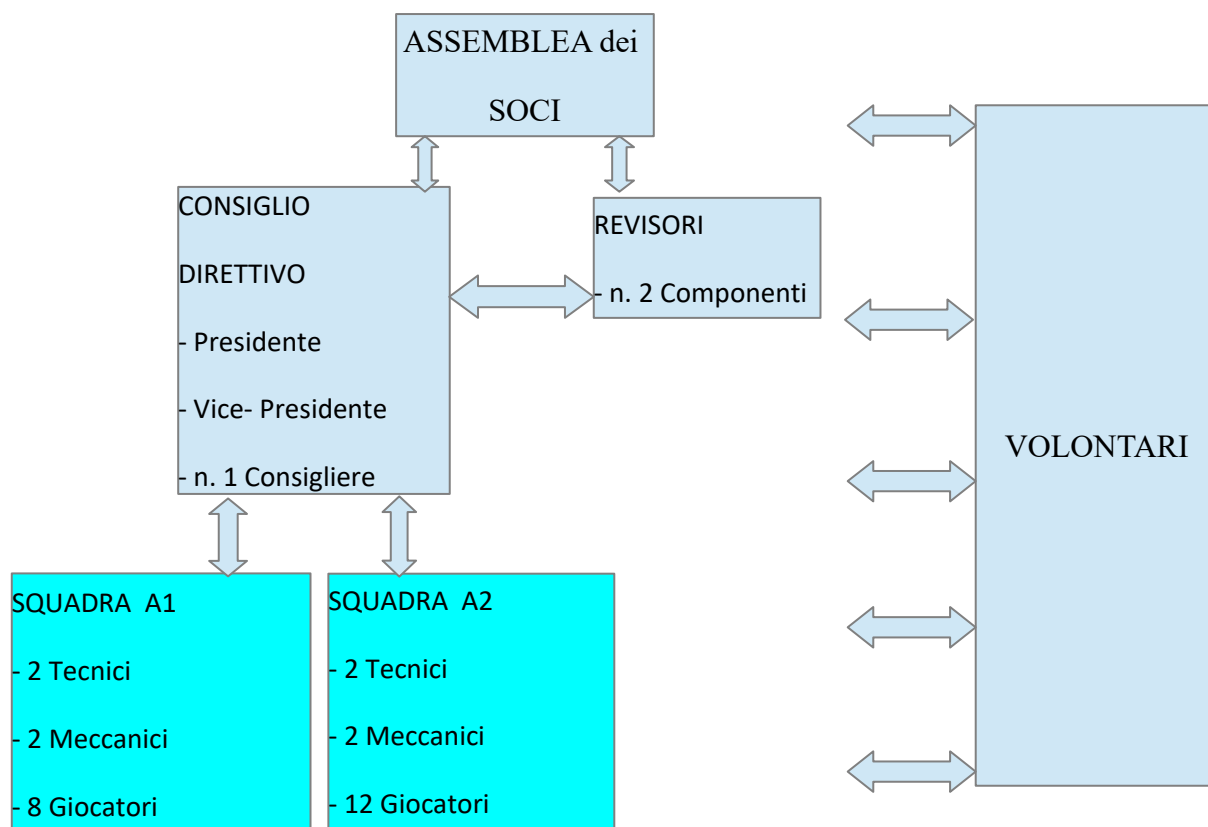 ASSEMBLEA dei
SOCI
CONSIGLIO
DIRETTIVO
- Presidente
- Vice- Presidente
- n. 1 Consigliere
REVISORI
- n. 2 Componenti
VOLONTARI
SQUADRA  A1
- 2 Tecnici
- 2 Meccanici
- 8 Giocatori
SQUADRA  A2
- 2 Tecnici
- 2 Meccanici
- 12 Giocatori